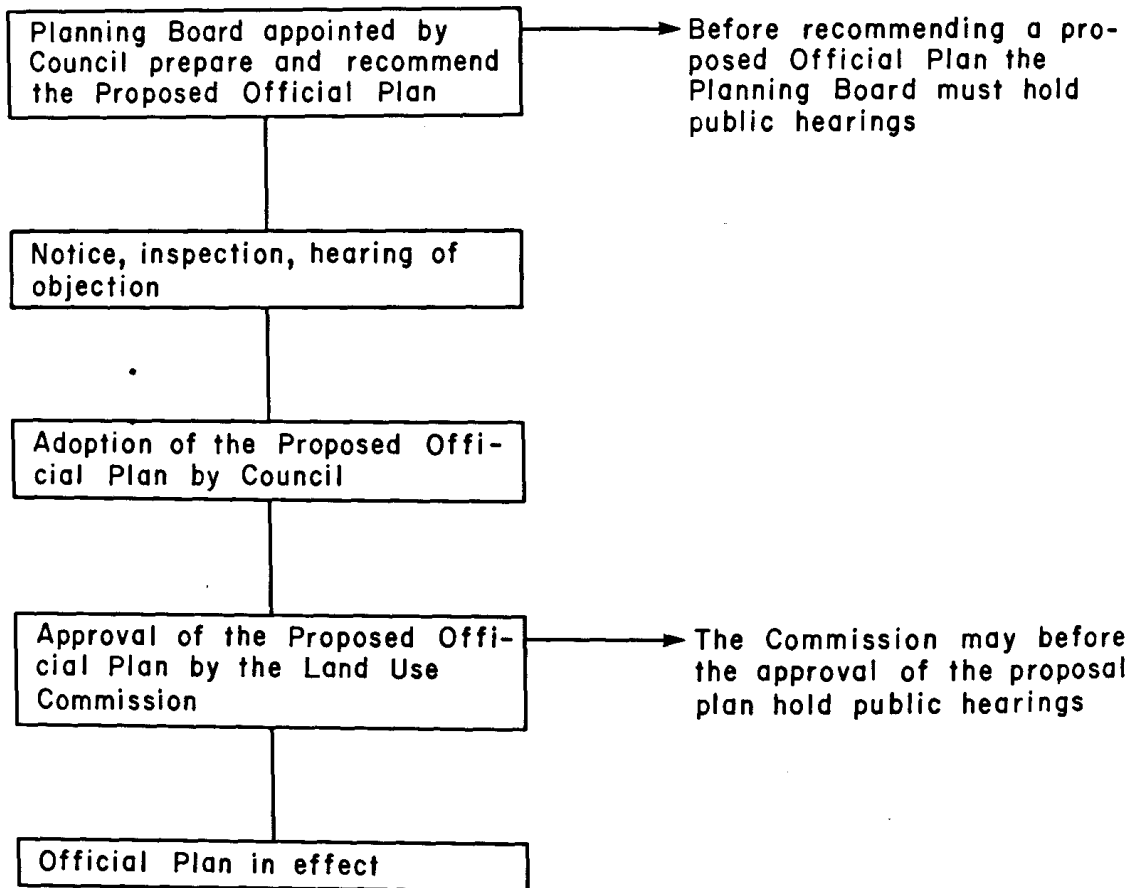 Planning Board appointed by
Council prepare and recommend
the Proposed Official Plan
Before recommending a pro-
posed Official Plan the
Planning Board must hold
public hearings
Notice, inspection, hearing of
objection
Adoption of the Proposed Offi-
cial Plan by Council
Approval of the Proposed Offi-
cial Plan by the Land Use
Commission
The Commission may before
the approval of the proposal
plan hold public hearings
Official Plan in effect